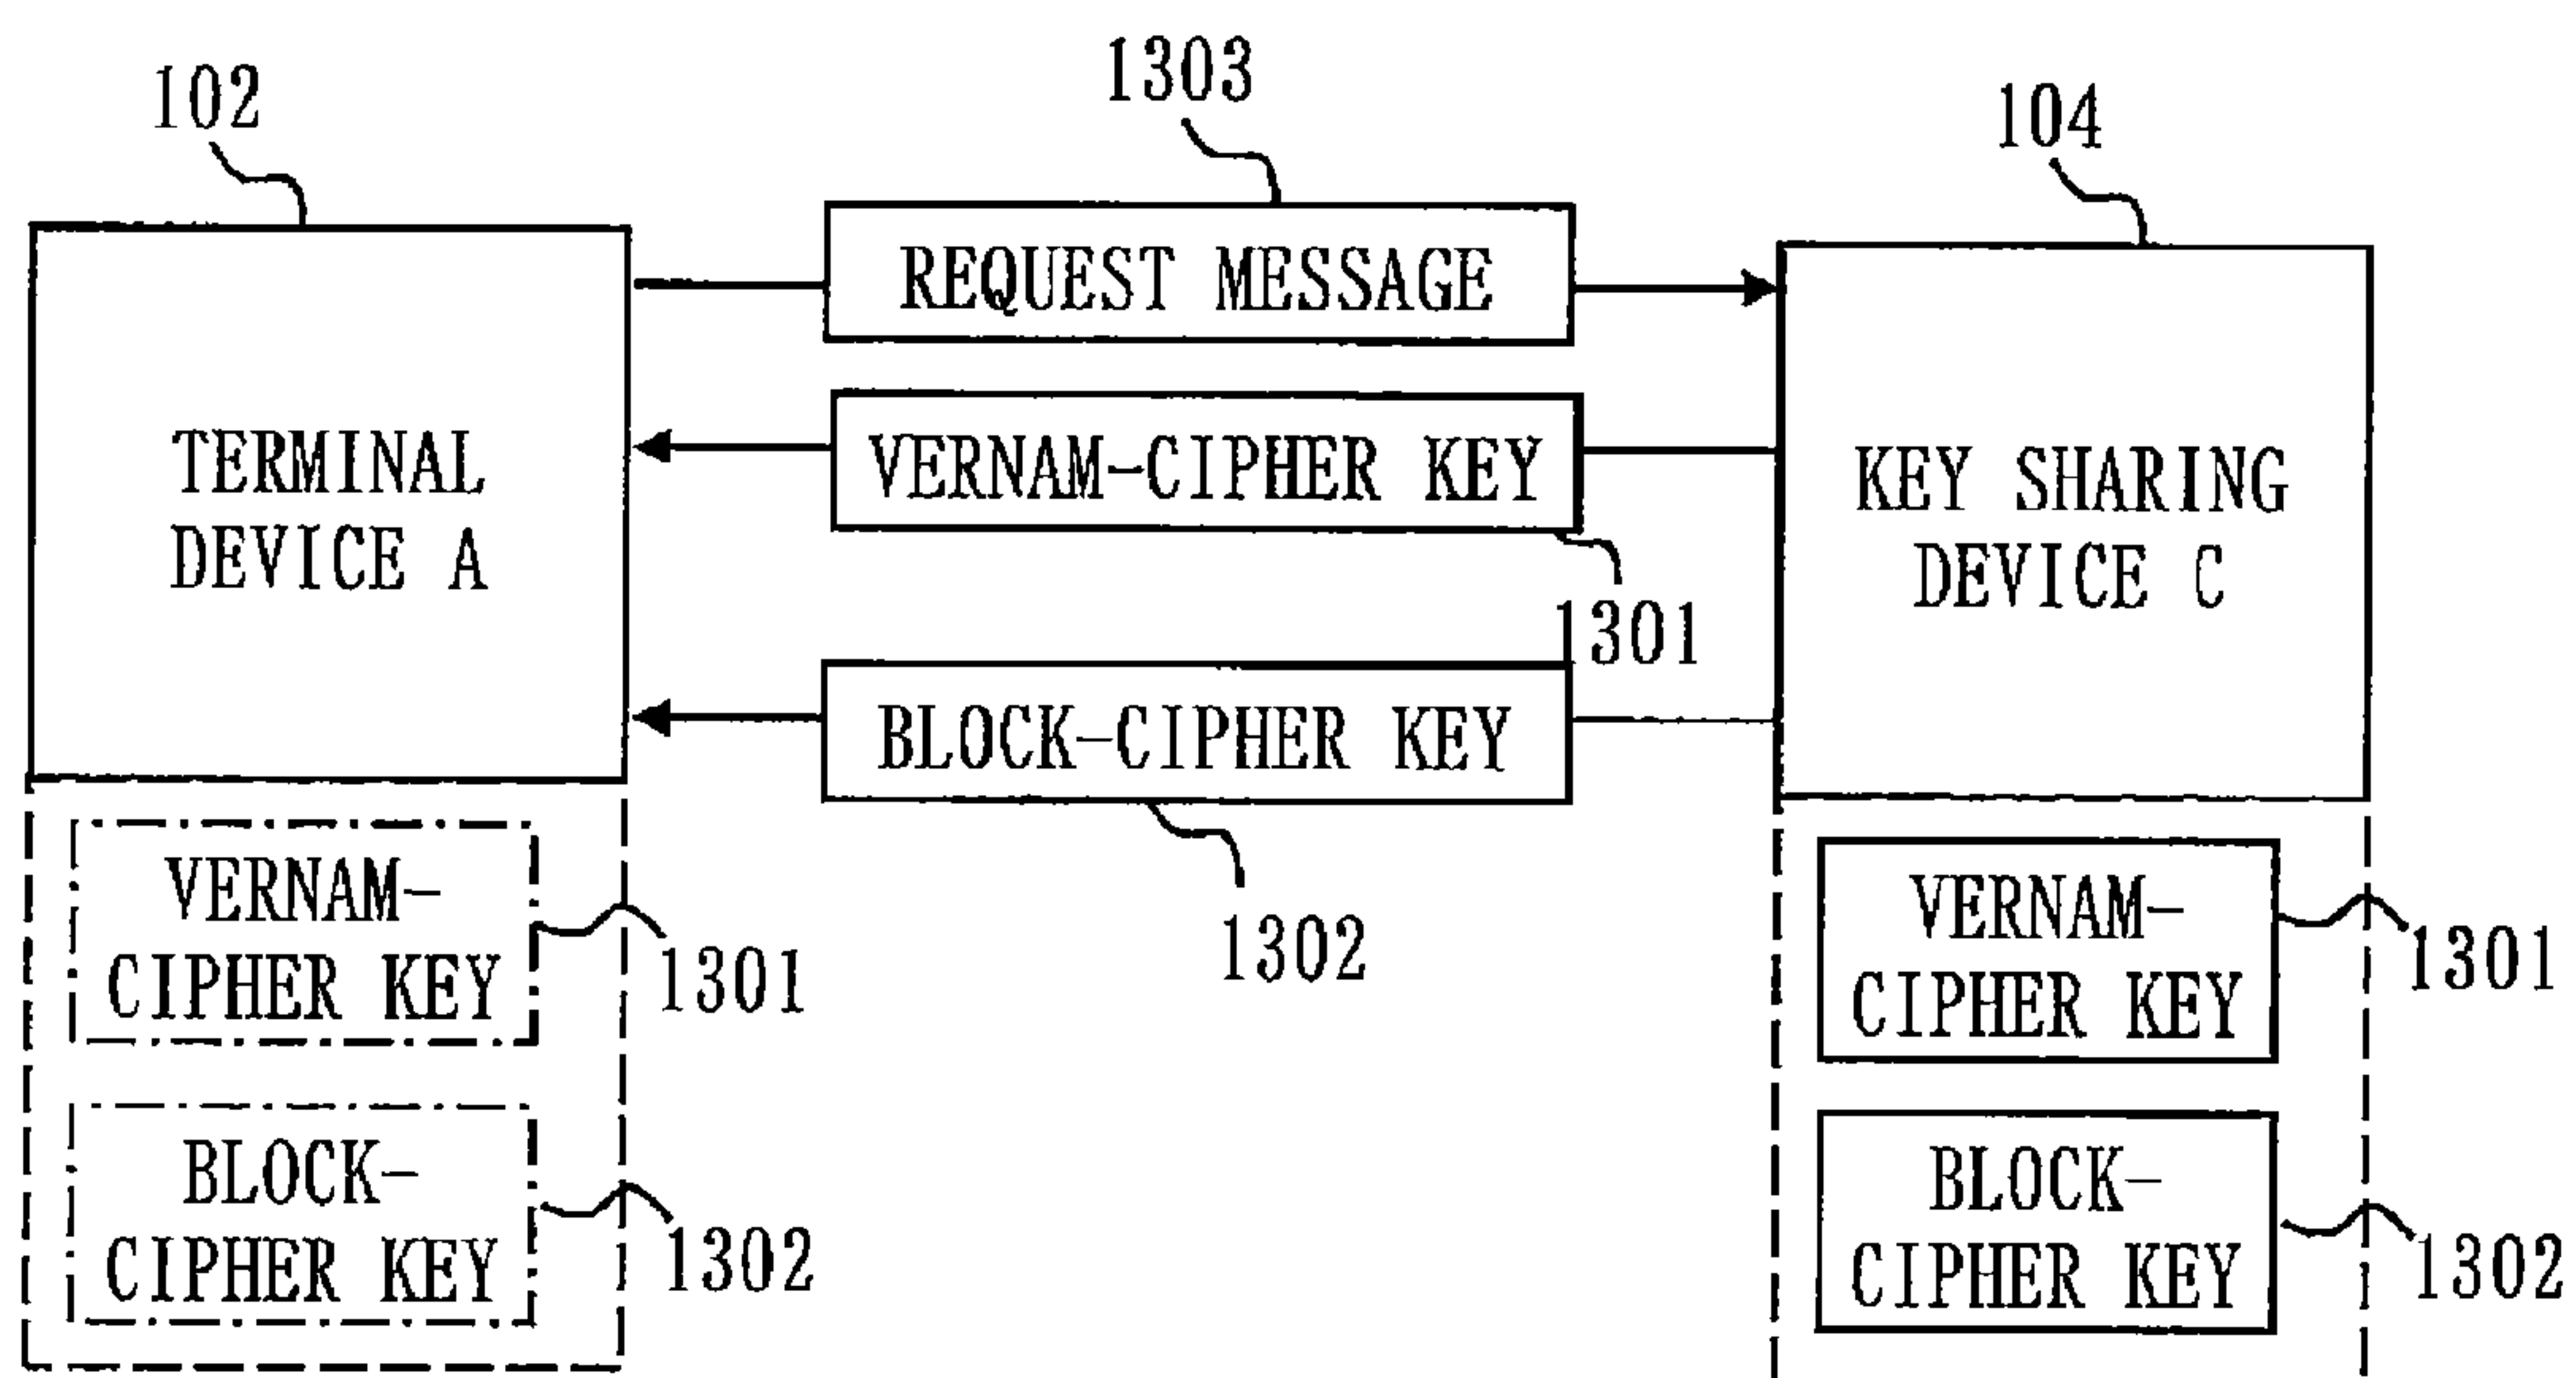 102
1303
104
REQUEST MESSAGE
TERMINAL
DEVICE A
VERNAM-CIPHER KEY
1301
KEY SHARING
DEVICE C
BLOCK-CIPHER KEY
1302
VERNAM-
CIPHER KEY
1301
BLOCK-
CIPHER KEY
1302
VERNAM-
CIPHER KEY
1301
BLOCK-
CIPHER KEY
1302